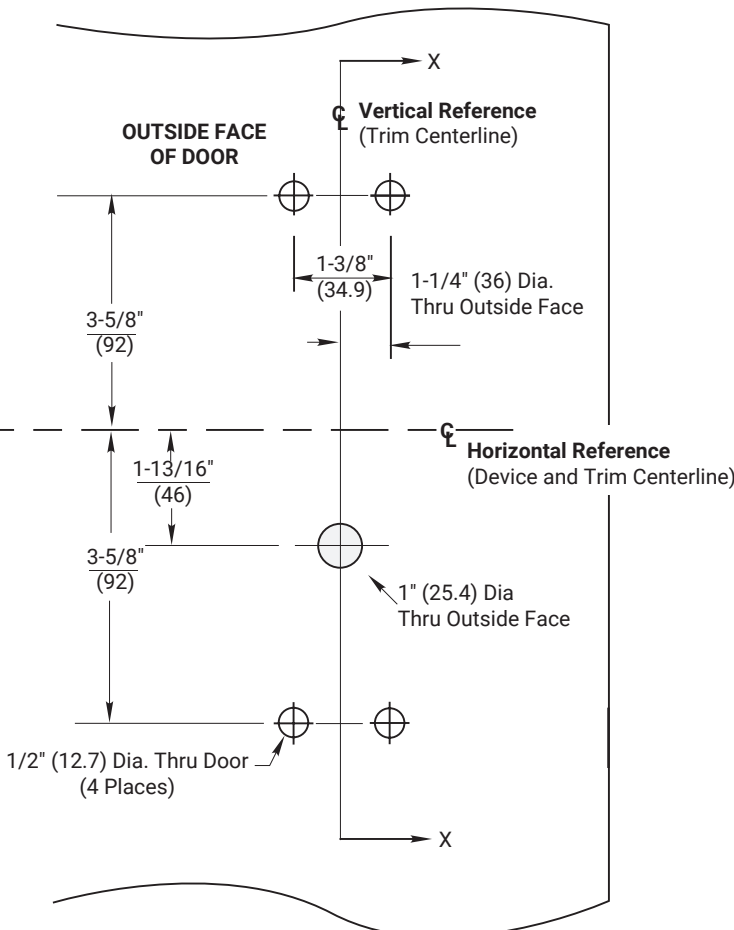 X
℄ Vertical Reference
(Trim Centerline)
OUTSIDE FACE
OF DOOR
1-3/8"
(34.9)
1-1/4" (36) Dia.
Thru Outside Face
3-5/8"
(92)
℄
Horizontal Reference
(Device and Trim Centerline)
1-13/16"
(46)
3-5/8"
(92)
1" (25.4) Dia
Thru Outside Face
1/2" (12.7) Dia. Thru Door
(4 Places)
X